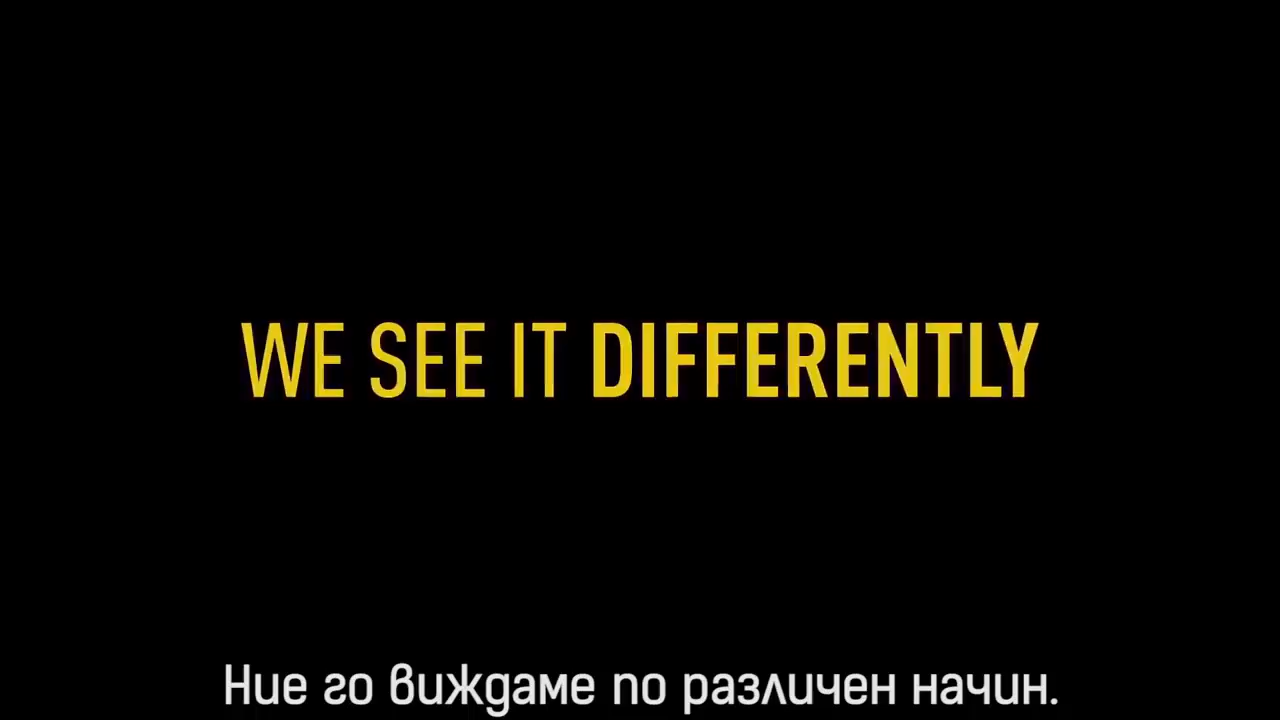 WE SEE IT DIFFERENTLY
Ние го виждаме по различен начин.